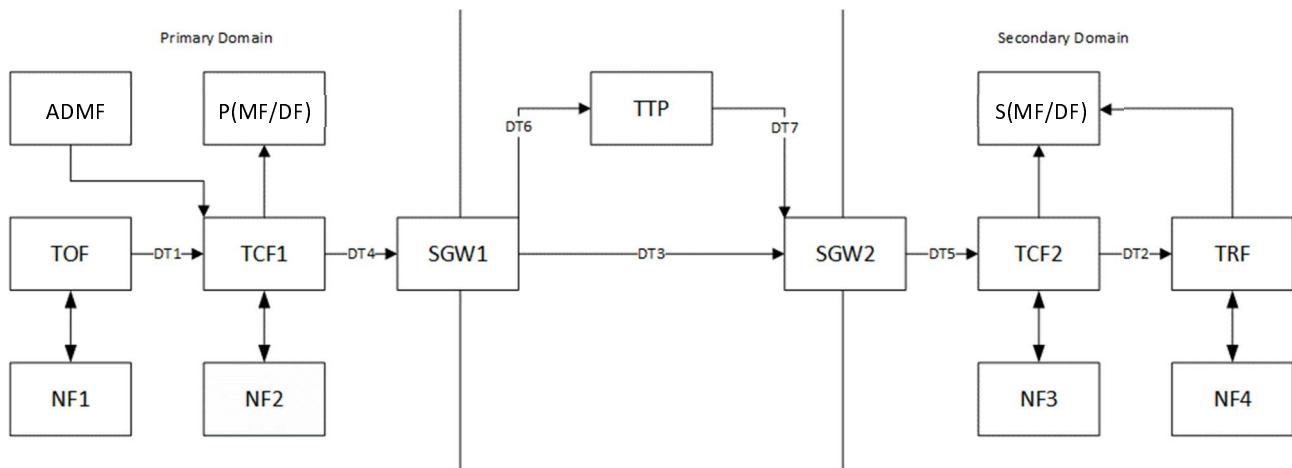 Primary Domain
Secondary Domain
ADMF
P(MF/DF)
TTP
S(MF/DF)
DT6
DT7
TOF
DT1
TCF1
DT4
SGW1
DT3
SGW2
DT5
TCF2
DT2
TRF
NF1
NF2
NF3
NF4